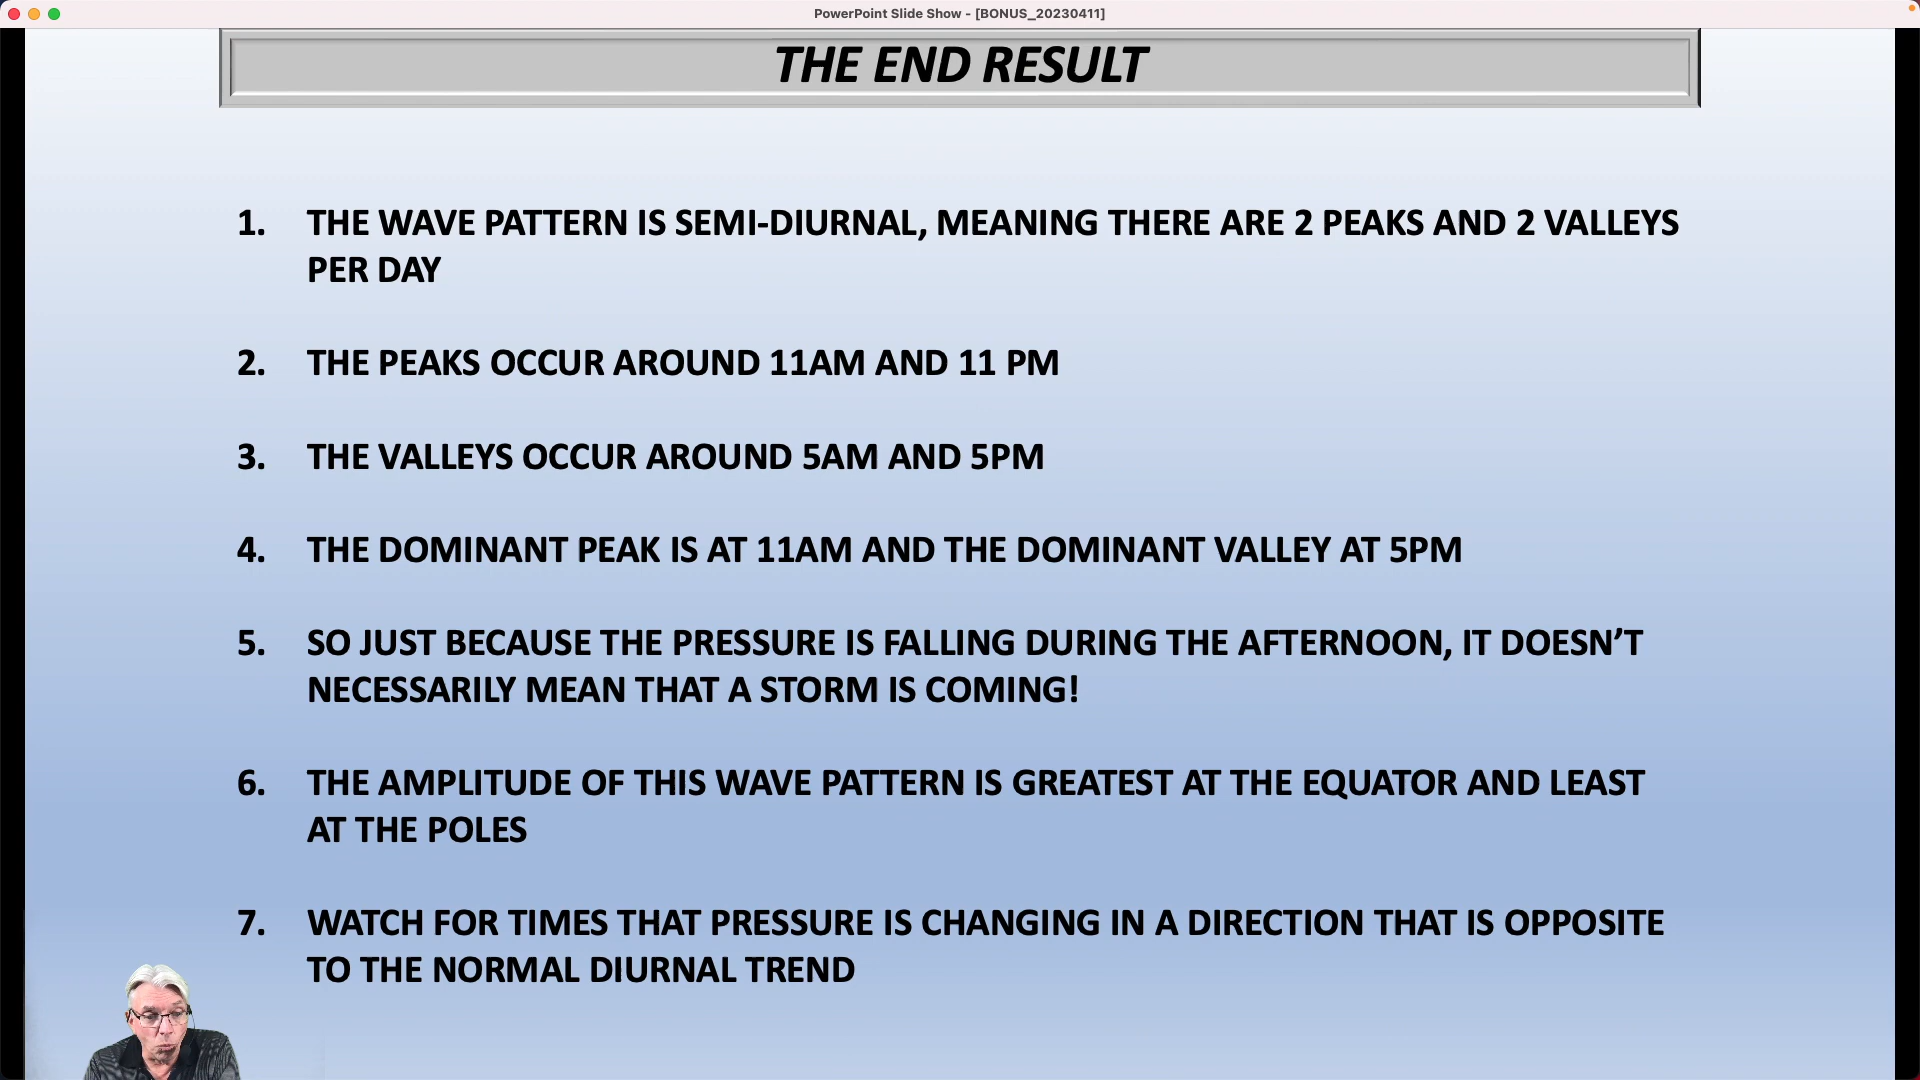 PowerPoint Slide Show - [BONUS_20230411]
THE END RESULT
1. THE WAVE PATTERN IS SEMI-DIURNAL, MEANING THERE ARE 2 PEAKS AND 2 VALLEYS
PER DAY
2. THE PEAKS OCCUR AROUND 11AM AND 11 PM
3. THE VALLEYS OCCUR AROUND 5AM AND 5PM
4. THE DOMINANT PEAK IS AT 11AM AND THE DOMINANT VALLEY AT 5PM
5. SO JUST BECAUSE THE PRESSURE IS FALLING DURING THE AFTERNOON, IT DOESN’T
NECESSARILY MEAN THAT A STORM IS COMING!
6. THE AMPLITUDE OF THIS WAVE PATTERN IS GREATEST AT THE EQUATOR AND LEAST
AT THE POLES
7. WATCH FOR TIMES THAT PRESSURE IS CHANGING IN A DIRECTION THAT IS OPPOSITE
TO THE NORMAL DIURNAL TREND